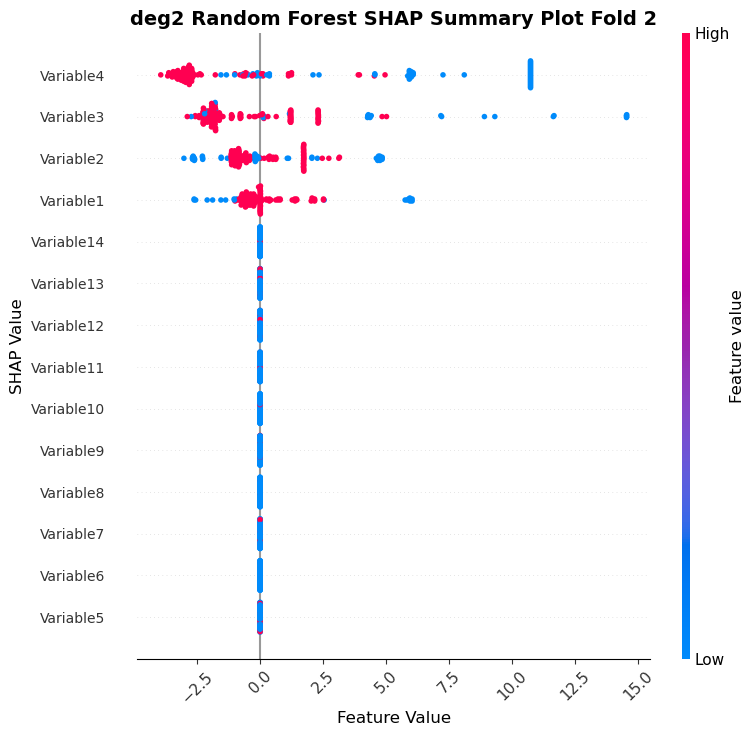 deg2 Random Forest SHAP Summary Plot Fold 2
High
Variable4
Variable3
Variable2
Variable1
Variable14
Variable13
Variable12
Variable11
Variable10
Variable9
Variable8
Variable7
Variable6
Variable5
SHAP Value
Feature value
Low
−2.5
0.0
2.5
5.0
7.5
10.0
12.5
15.0
Feature Value